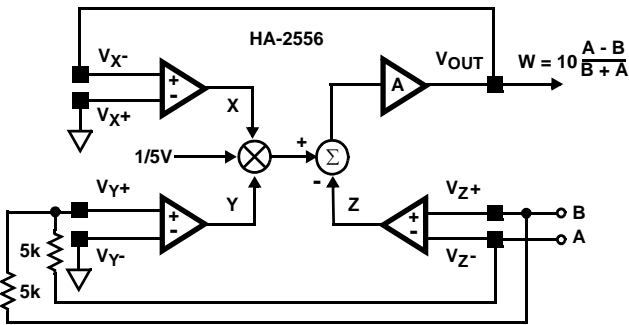 HA-2556
VX-
+
-
VX+
X
A
VOUT
W = 10 A - B
B + A
1/5V
+
Σ
-
VY+
+
-
VY-
Y
Z
+
-
VZ+
VZ-
B
A
5k
5k